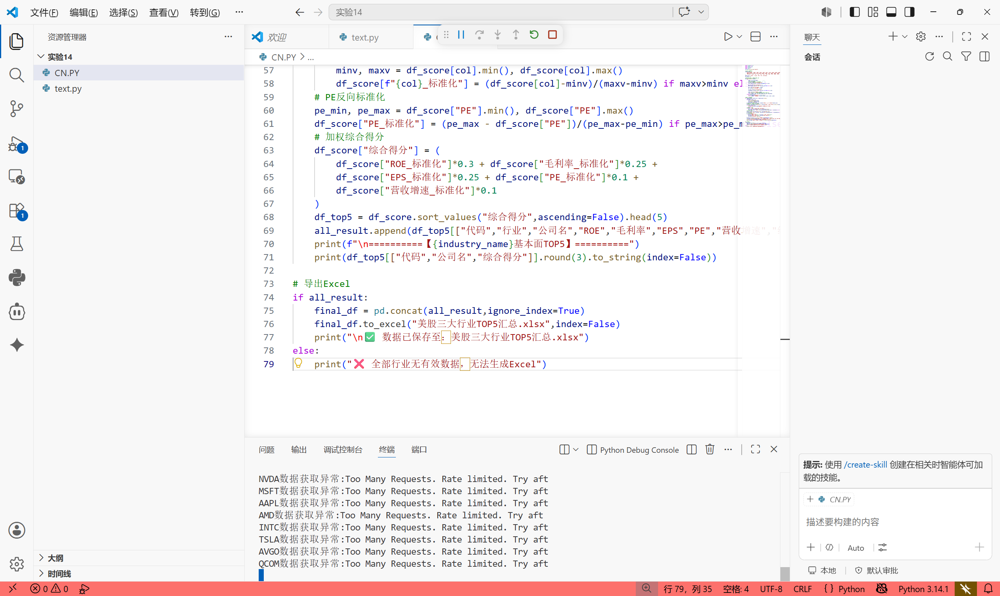 文件(F) 编辑(E) 选择(S) 查看(V) 转到(G) ...
实验14
资源管理器
实验14
CN.PY
text.py
1
1
大纲
时间线
欢迎 text.py
CN.PY > ...
57 minv, maxv = df_score[col].min(), df_score[col].max()
58 df_score[f"{col}_标准化"] = (df_score[col]-minv)/(maxv-minv) if maxv>minv
59 # PE反向标准化
60 pe_min, pe_max = df_score["PE"].min(), df_score["PE"].max()
61 df_score["PE_标准化"] = (pe_max - df_score["PE"])/(pe_max-pe_min) if
62 # 加权综合得分
63 df_score["综合得分"] = (
64 df_score["ROE_标准化"]*0.3 + df_score["毛利率_标准化"]*0.25 +
65 df_score["EPS_标准化"]*0.25 + df_score["PE_标准化"]*0.1 +
66 df_score["营收增速_标准化"]*0.1
67 )
68 df_top5 = df_score.sort_values("综合得分",ascending=False).head(5)
69 all_result.append(df_top5[["代码","行业","公司名","ROE","毛利率","EPS","PE","营收增速","
70 print(f"\n==========【{industry_name}基本面TOP5】==========")
71 print(df_top5[["代码","公司名","综合得分"]].round(3).to_string(index=False))
72
73 # 导出Excel
74 if all_result:
75 final_df = pd.concat(all_result,ignore_index=True)
76 final_df.to_excel("美股三大行业TOP5汇总.xlsx",index=False)
77 print("\n✅ 数据已保存至：美股三大行业TOP5汇总.xlsx")
78 else:
79 print("❌ 全部行业无有效数据，无法生成Excel")
问题 输出 调试控制台 终端 端口
Python Debug Console
NVDA数据获取异常:Too Many Requests. Rate limited. Try aft
MSFT数据获取异常:Too Many Requests. Rate limited. Try aft
AAPL数据获取异常:Too Many Requests. Rate limited. Try aft
AMD数据获取异常:Too Many Requests. Rate limited. Try aft
INTC数据获取异常:Too Many Requests. Rate limited. Try aft
TSLA数据获取异常:Too Many Requests. Rate limited. Try aft
AVGO数据获取异常:Too Many Requests. Rate limited. Try aft
QCOM数据获取异常:Too Many Requests. Rate limited. Try aft
聊天
会话
提示: 使用 /create-skill 创建在相关时智能体可加
载的技能。
CN.PY
描述要构建的内容
Auto
本地 默认审批
0 0 行 79，列 35 空格: 4 UTF-8 CRLF { } Python Python 3.14.1